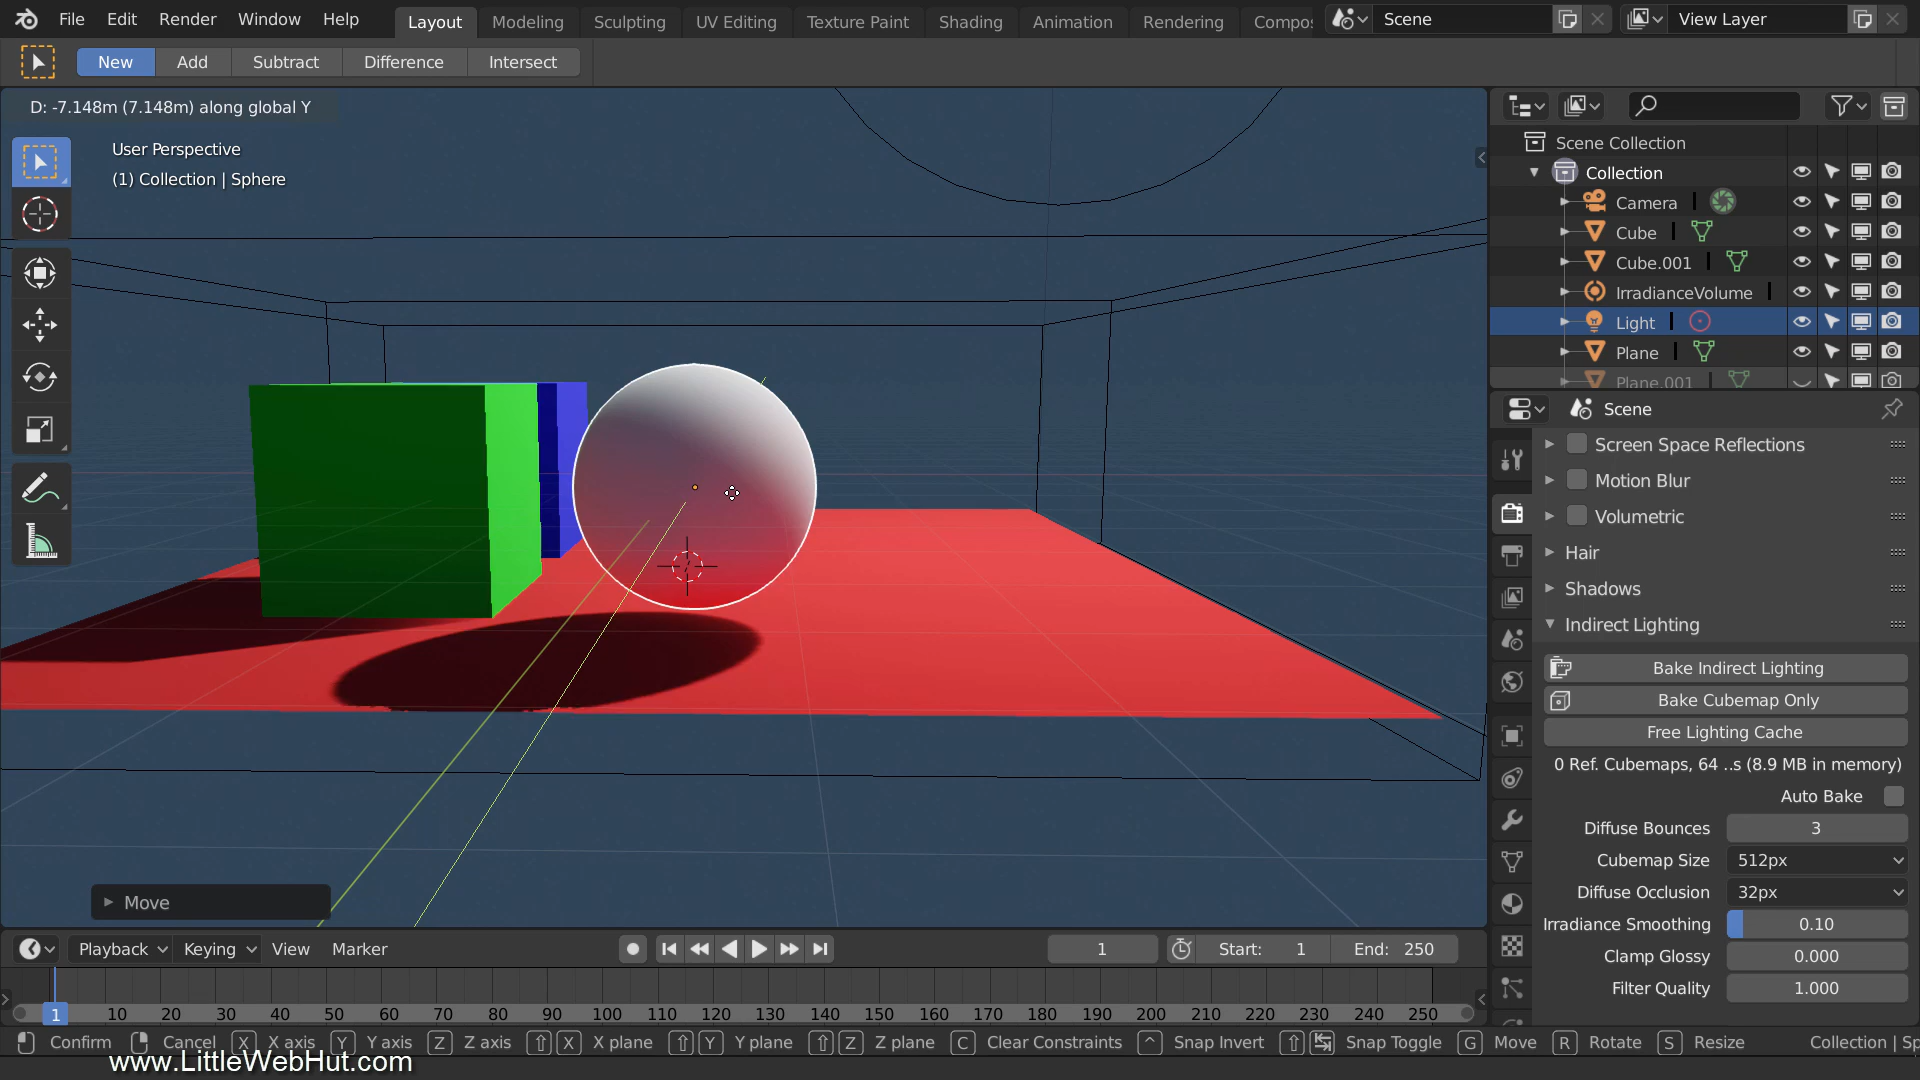 File Edit Render Window Help Layout Modeling Sculpting UV Editing Texture Paint Shading Animation Rendering Compos Scene View Layer
New Add Subtract Difference Intersect
D: -7.148m (7.148m) along global Y
User Perspective
(1) Collection | Sphere
Scene Collection
Collection
Camera
Cube
Cube.001
IrradianceVolume
Light
Plane
Plane.001
Scene
Screen Space Reflections
Motion Blur
Volumetric
Hair
Shadows
Indirect Lighting
Bake Indirect Lighting
Bake Cubemap Only
Free Lighting Cache
0 Ref. Cubemaps, 64 ..s (8.9 MB in memory)
Auto Bake
Diffuse Bounces 3
Cubemap Size 512px
Diffuse Occlusion 32px
Irradiance Smoothing 0.10
Clamp Glossy 0.000
Filter Quality 1.000
Move
Playback Keying View Marker 1 Start: 1 End: 250
1 10 20 30 40 50 60 70 80 90 100 110 120 130 140 150 160 170 180 190 200 210 220 230 240 250
Confirm Cancel X X axis Y Y axis Z Z axis X X plane Y Y plane Z Z plane C Clear Constraints ^ Snap Invert Snap Toggle G Move R Rotate S Resize Collection | Sp
www.LittleWebHut.com